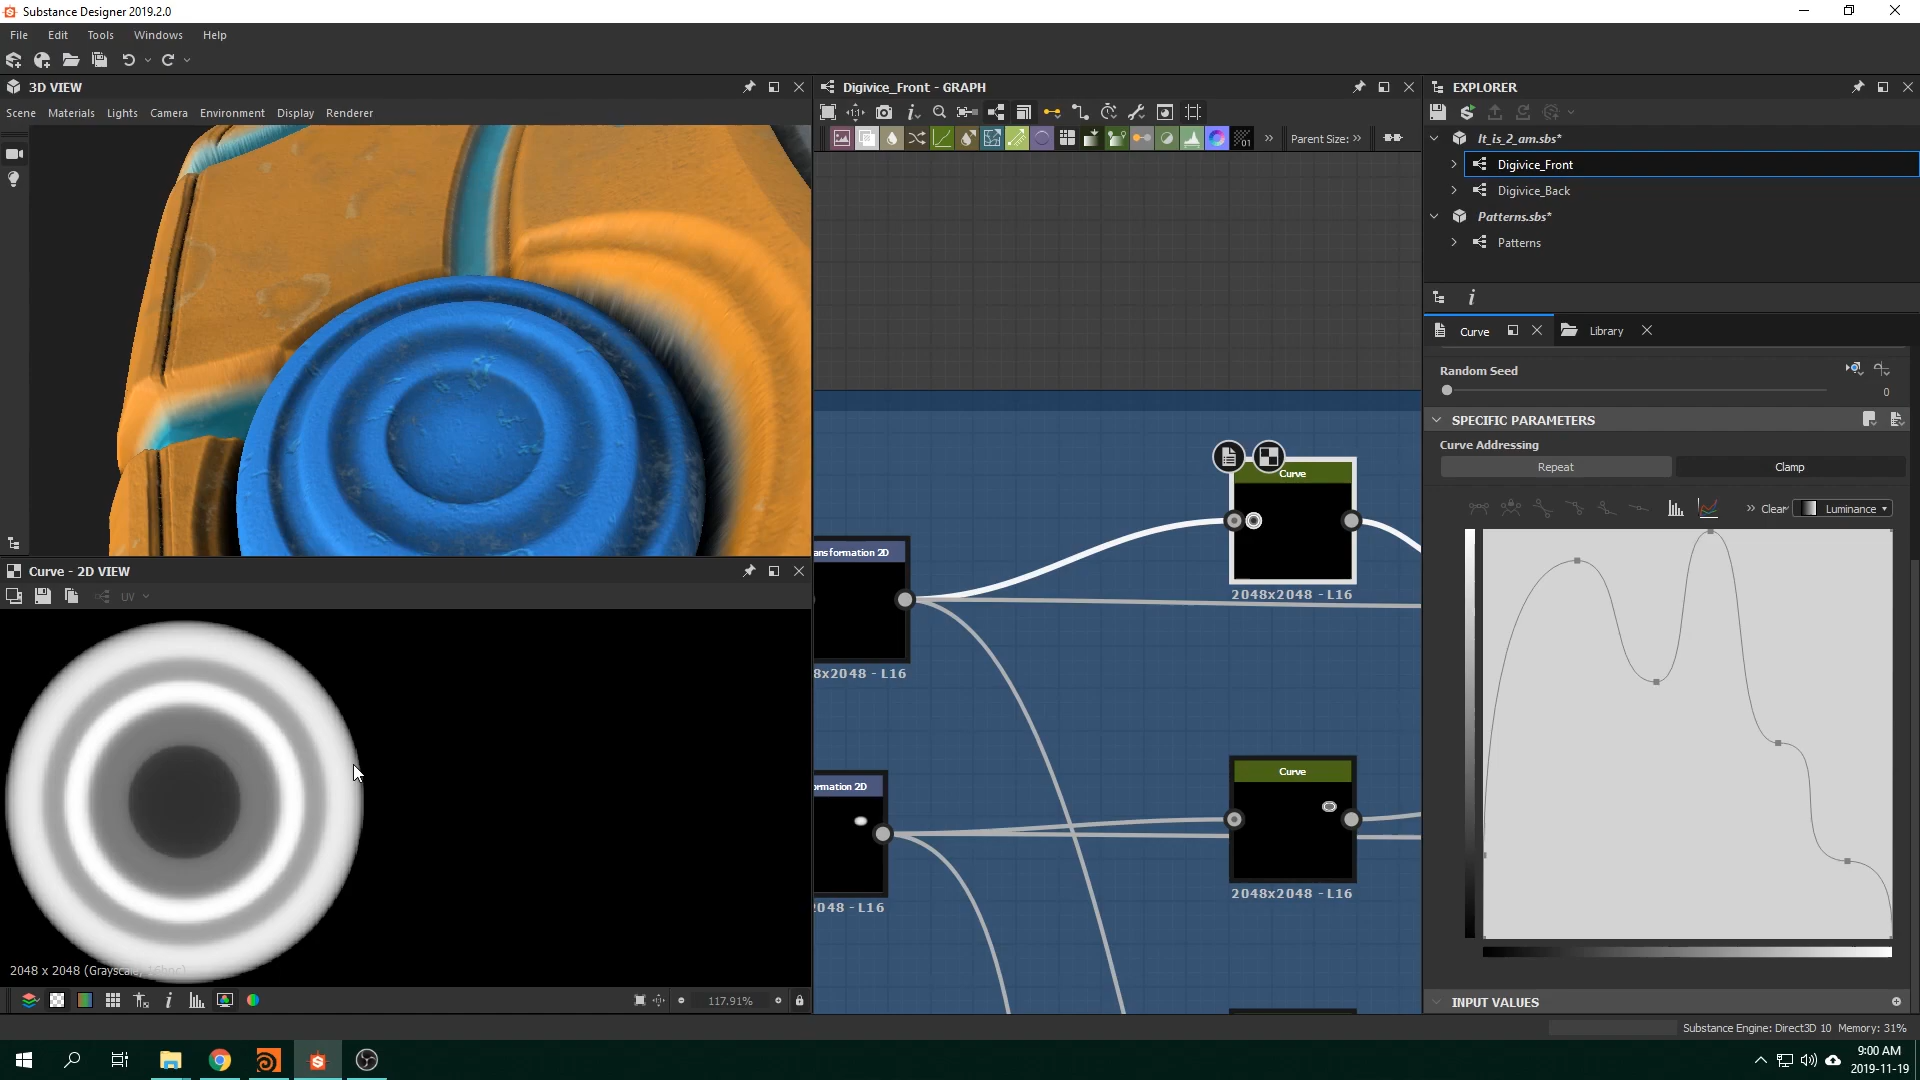 Substance Designer 2019.2.0
File Edit Tools Windows Help
3D VIEW
Scene Materials Lights Camera Environment Display Renderer
Curve - 2D VIEW
UV
2048 x 2048 (Grayscale,
117.91%
Digivice_Front - GRAPH
01
Parent Size:
Curve
2048x2048 - L16
ansformation 2D
8x2048 - L16
Curve
2048x2048 - L16
ormation 2D
2048 - L16
EXPLORER
It_is_2_am.sbs*
Digivice_Front
Digivice_Back
Patterns.sbs*
Patterns
Curve Library
Random Seed
0
SPECIFIC PARAMETERS
Curve Addressing
Repeat Clamp
Clear Luminance
INPUT VALUES
Substance Engine: Direct3D 10 Memory: 31%
9:00 AM
2019-11-19